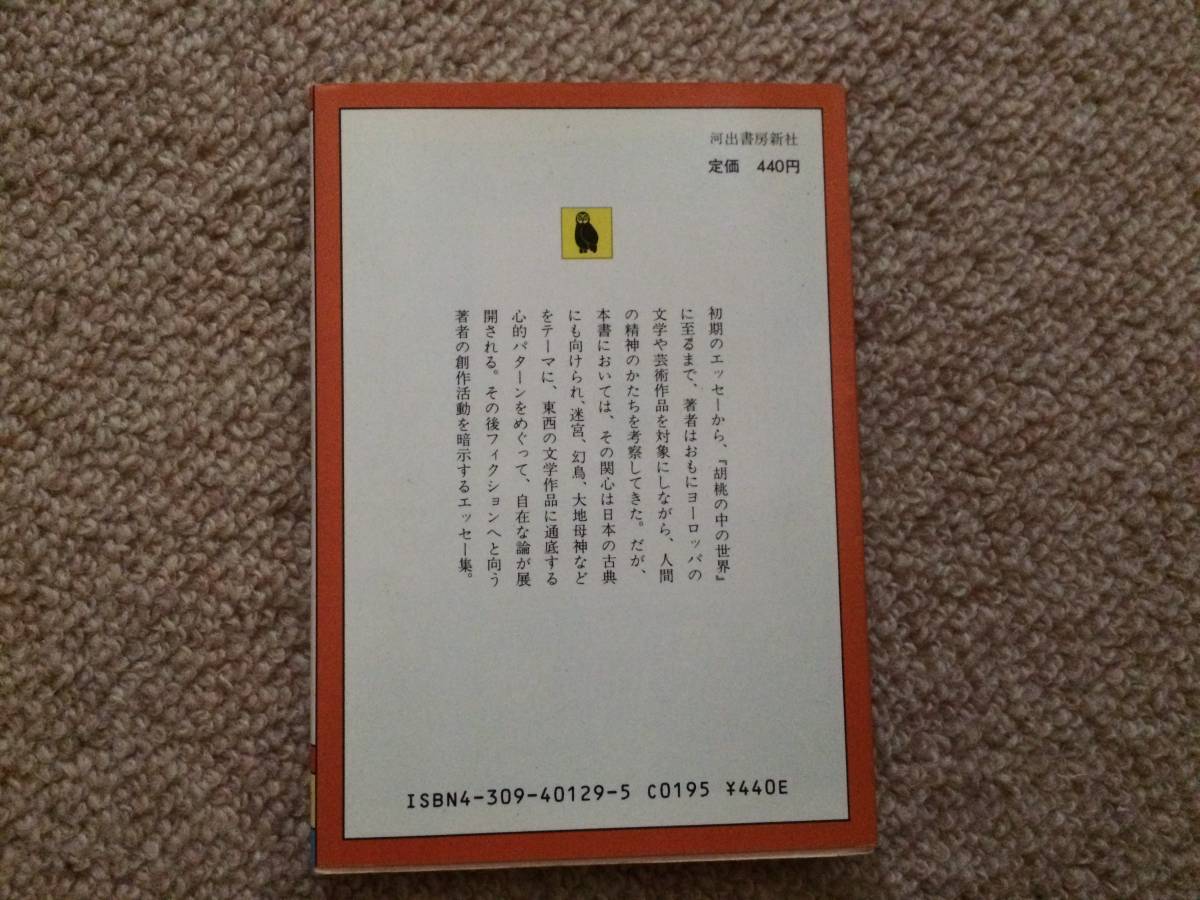 河出書房新社
定価　440円
初期のエッセーから、『胡桃の中の世界』
に至るまで、著者はおもにヨーロッパの
文学や芸術作品を対象にしながら、人間
の精神のかたちを考察してきた。だが、
本書においては、その関心は日本の古典
にも向けられ、迷宮、幻鳥、大地母神など
をテーマに、東西の文学作品に通底する
心的パターンをめぐって、自在な論が展
開される。その後フィクションへと向う
著者の創作活動を暗示するエッセー集。
ISBN4-309-40129-5 C0195 ¥440E